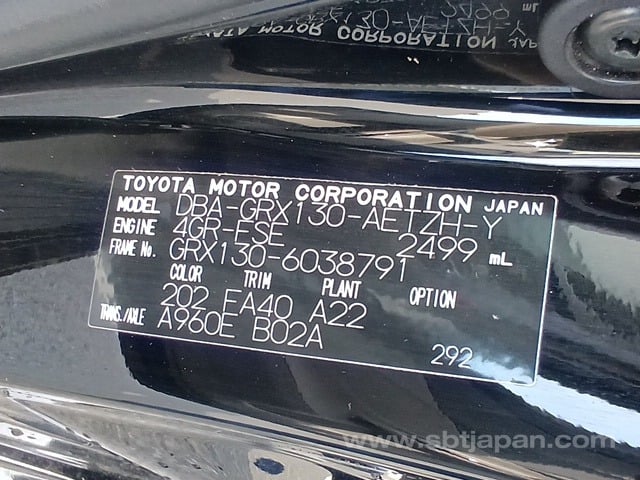 TOYOTA MOTOR CORPORATION JAPAN
MODEL DBA-GRX130-AETZH-Y
ENGINE 4GR-FSE 2499 mL
FRAME No. GRX130-6038791
COLOR TRIM PLANT OPTION
202 FA40 A22
TRANS./AXLE A960E B02A
292
www.sbtjapan.com